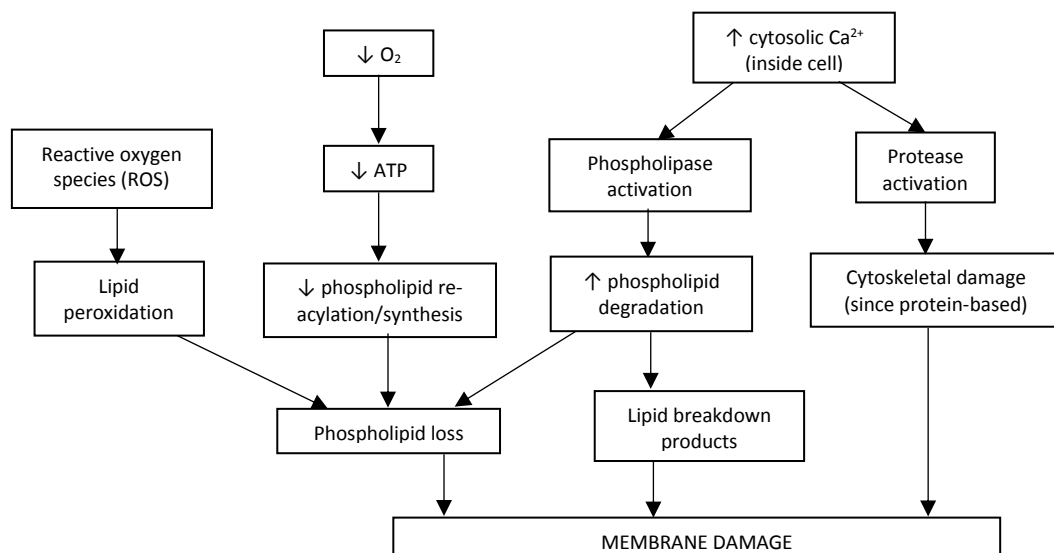 ↓ O₂
↑ cytosolic Ca²⁺
(inside cell)
Reactive oxygen
species (ROS)
↓ ATP
Phospholipase
activation
Protease
activation
Lipid
peroxidation
↓ phospholipid re-
acylation/synthesis
↑ phospholipid
degradation
Cytoskeletal damage
(since protein-based)
Phospholipid loss
Lipid breakdown
products
MEMBRANE DAMAGE